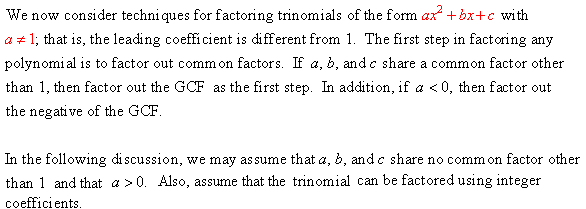 We now consider techniques for factoring trinomials of the form ax² + bx + c with
a ≠ 1; that is, the leading coefficient is different from 1. The first step in factoring any
polynomial is to factor out common factors. If a, b, and c share a common factor other
than 1, then factor out the GCF as the first step. In addition, if a < 0, then factor out
the negative of the GCF.
In the following discussion, we may assume that a, b, and c share no common factor other
than 1 and that a > 0. Also, assume that the trinomial can be factored using integer
coefficients.